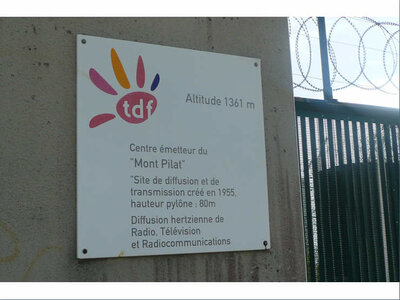 tdf
Altitude 1361 m
Centre émetteur du
"Mont Pilat"
"Site de diffusion et de
transmission créé en 1955,
hauteur pylône : 80m
Diffusion hertzienne de
Radio, Télévision
et Radiocommunications